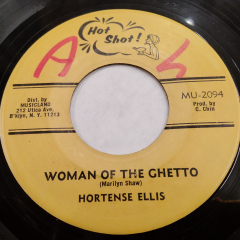 A
Hot
Shot!
Dist. by
MUSICLAND
212 Utica Ave.
B'klyn, N. Y. 11213
MU-2094
Prod. by
C. Chin
WOMAN OF THE GHETTO
(Marilyn Shaw)
HORTENSE ELLIS